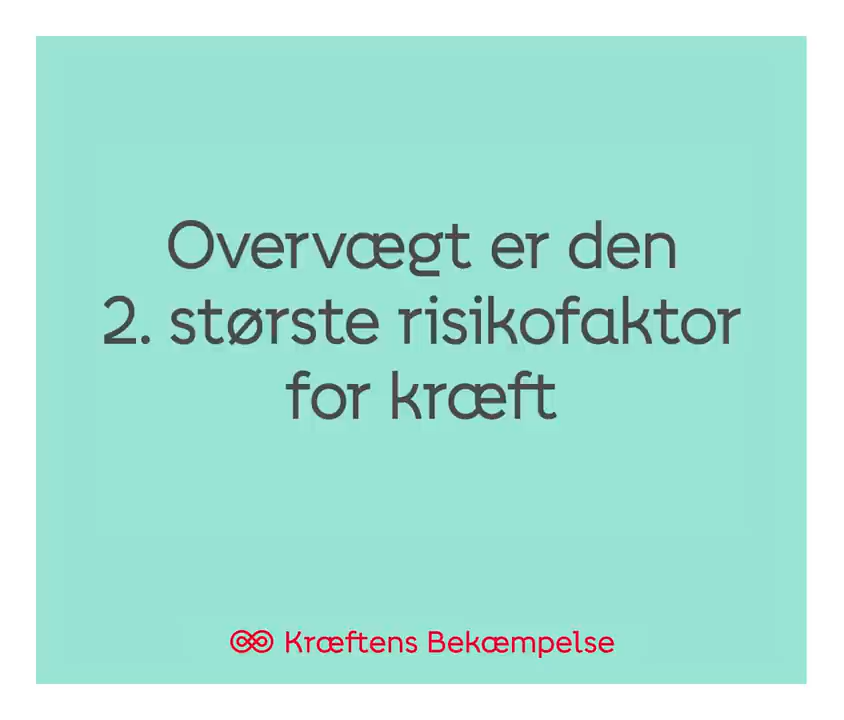 Overvægt er den
2. største risikofaktor
for kræft
Kræftens Bekæmpelse